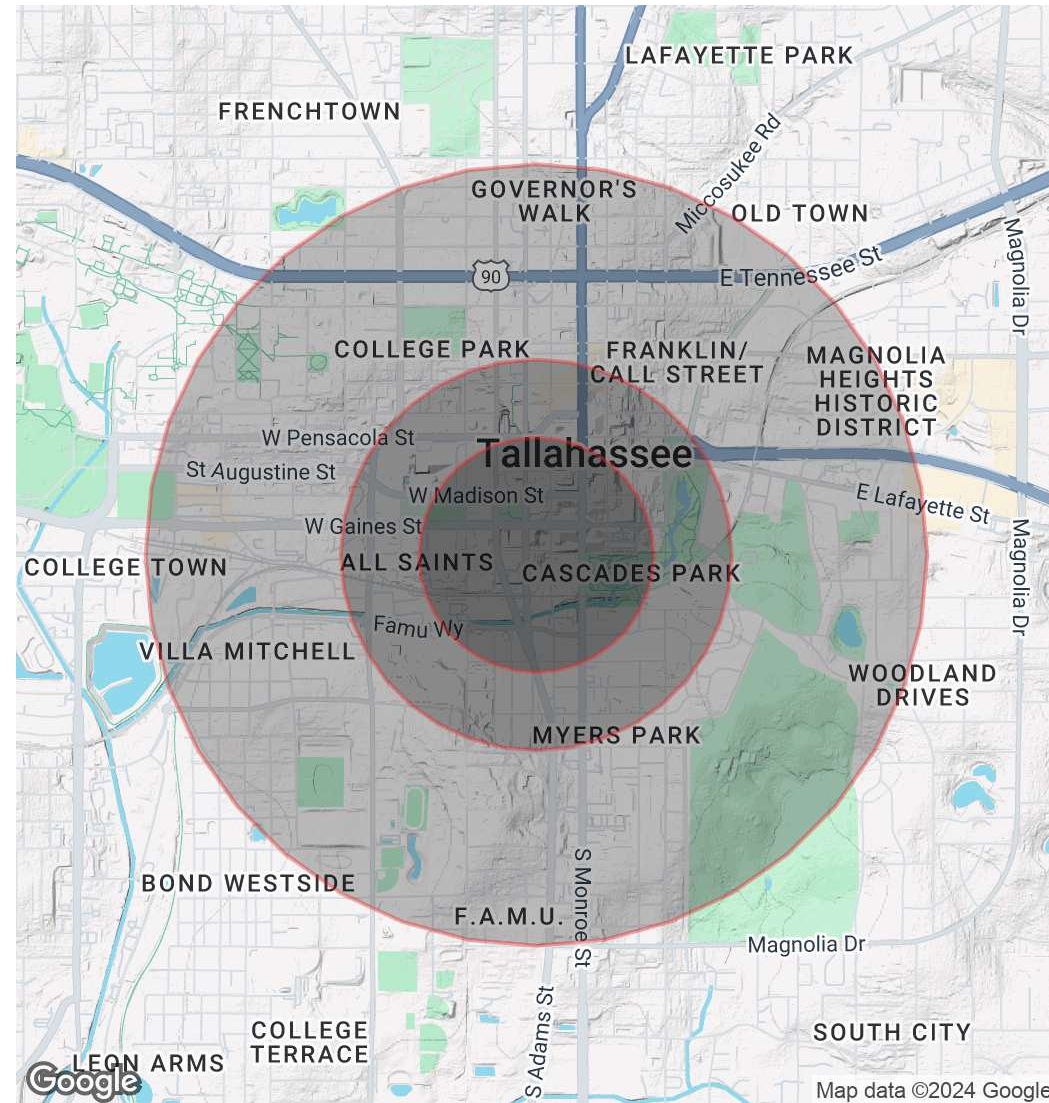 LAFAYETTE PARK
FRENCHTOWN
Miccosukee Rd
GOVERNOR'S
WALK
OLD TOWN
Magnolia Dr
90
E Tennessee St
COLLEGE PARK
FRANKLIN/
CALL STREET
MAGNOLIA
HEIGHTS
HISTORIC
DISTRICT
W Pensacola St
Tallahassee
St Augustine St
W Madison St
E Lafayette St
W Gaines St
Magnolia Dr
COLLEGE TOWN
ALL SAINTS
CASCADES PARK
Famu Wy
VILLA MITCHELL
WOODLAND
DRIVES
MYERS PARK
BOND WESTSIDE
S Monroe St
F.A.M.U.
Magnolia Dr
S Adams St
COLLEGE
TERRACE
SOUTH CITY
LEON ARMS
Google
Map data ©2024 Google